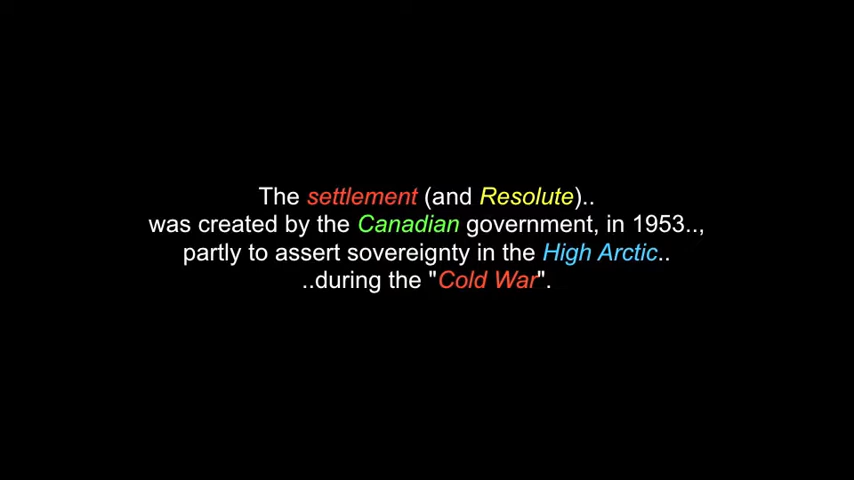 The settlement (and Resolute)..
was created by the Canadian government, in 1953..,
partly to assert sovereignty in the High Arctic..
..during the "Cold War".